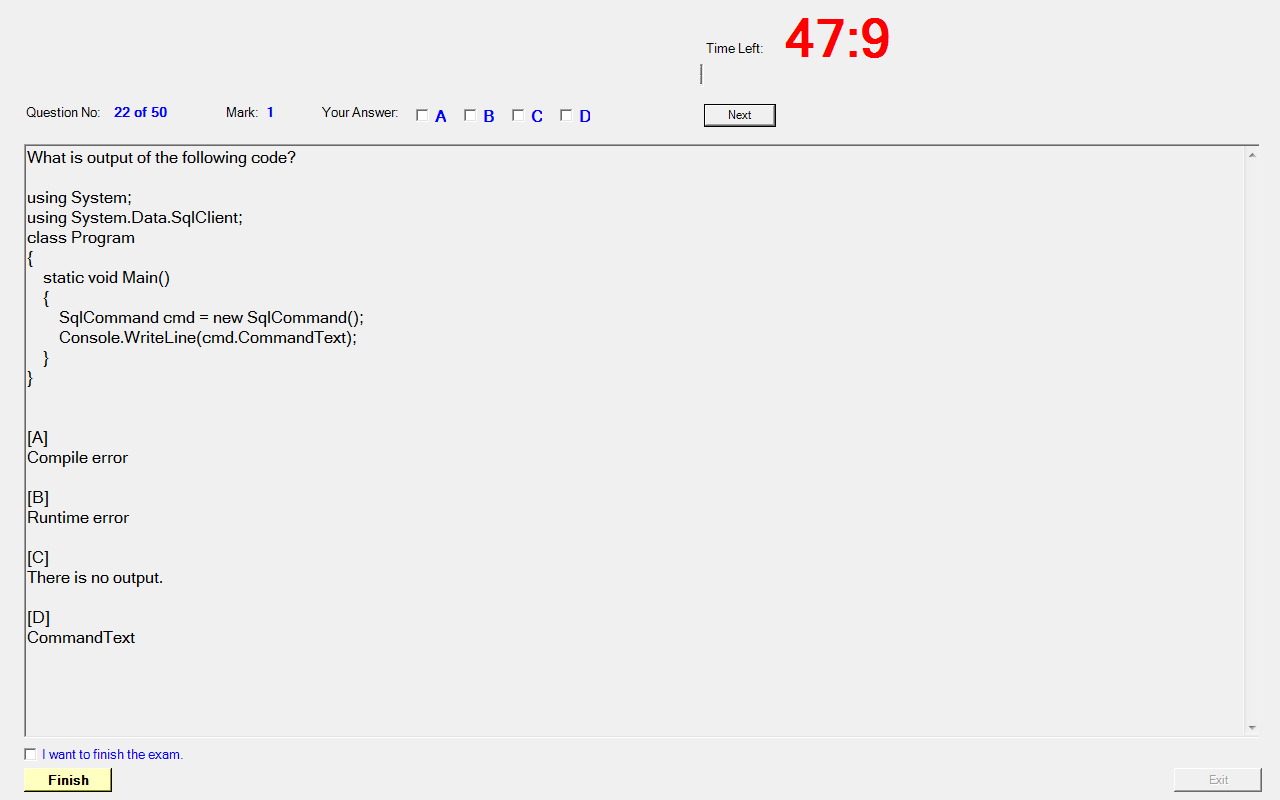 Time Left: 47:9
Question No: 22 of 50 Mark: 1 Your Answer: A B C D Next
What is output of the following code?
using System;
using System.Data.SqlClient;
class Program
{
static void Main()
{
SqlCommand cmd = new SqlCommand();
Console.WriteLine(cmd.CommandText);
}
}
[A]
Compile error
[B]
Runtime error
[C]
There is no output.
[D]
CommandText
I want to finish the exam.
Finish Exit